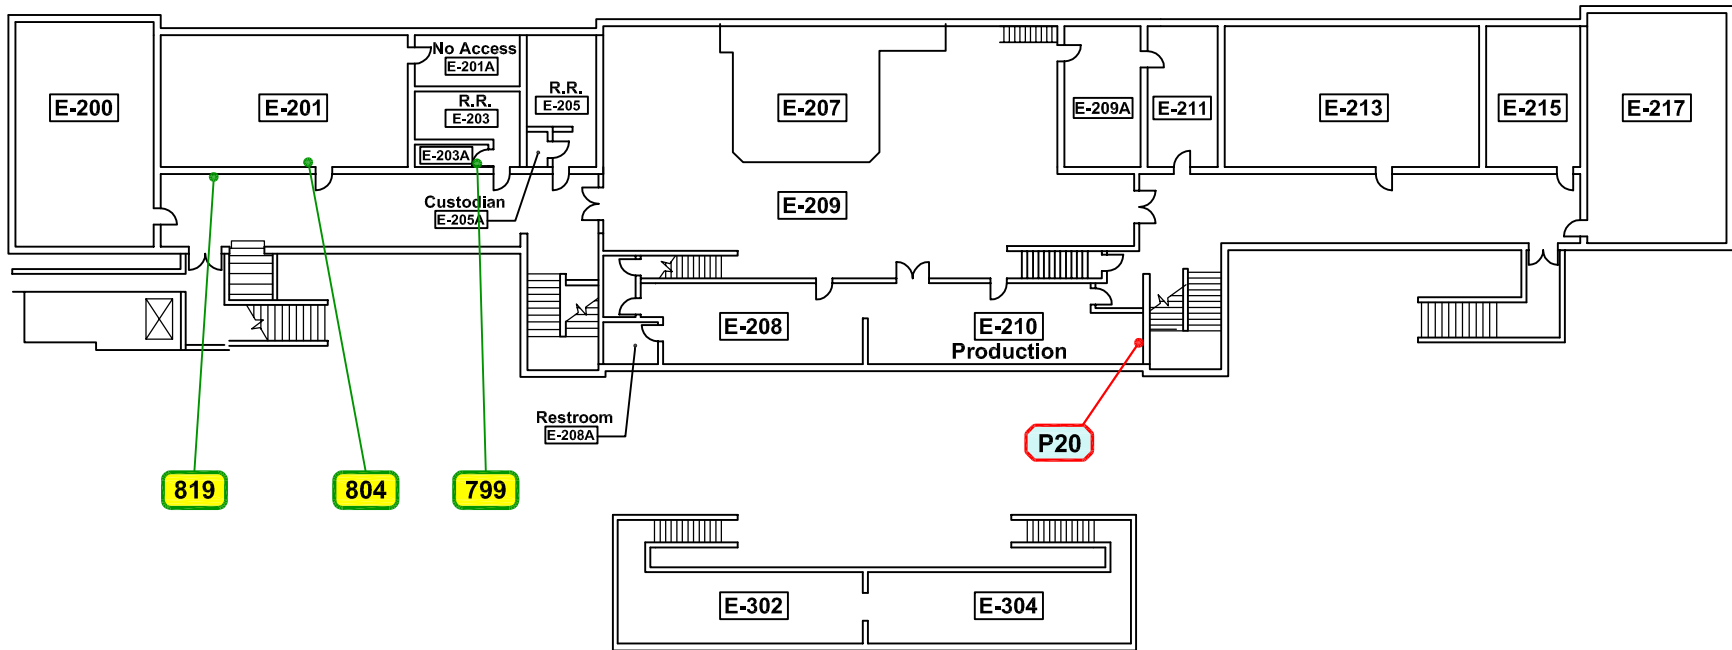 No Access
E-201A
R.R.
E-205
R.R.
E-203
E-200
E-201
E-207
E-209A
E-211
E-213
E-215
E-217
E-203A
Custodian
E-205A
E-209
E-208
E-210
Production
Restroom
E-208A
P20
819
804
799
E-302
E-304